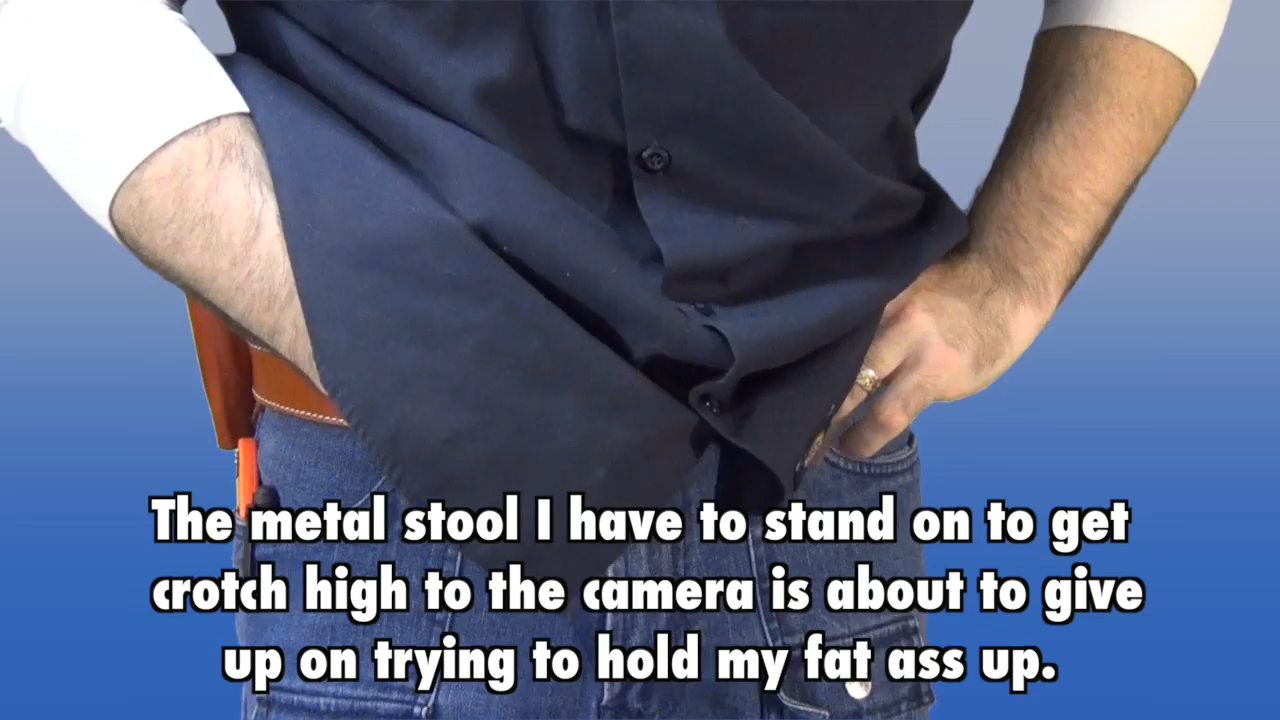 The metal stool I have to stand on to get
crotch high to the camera is about to give
up on trying to hold my fat ass up.